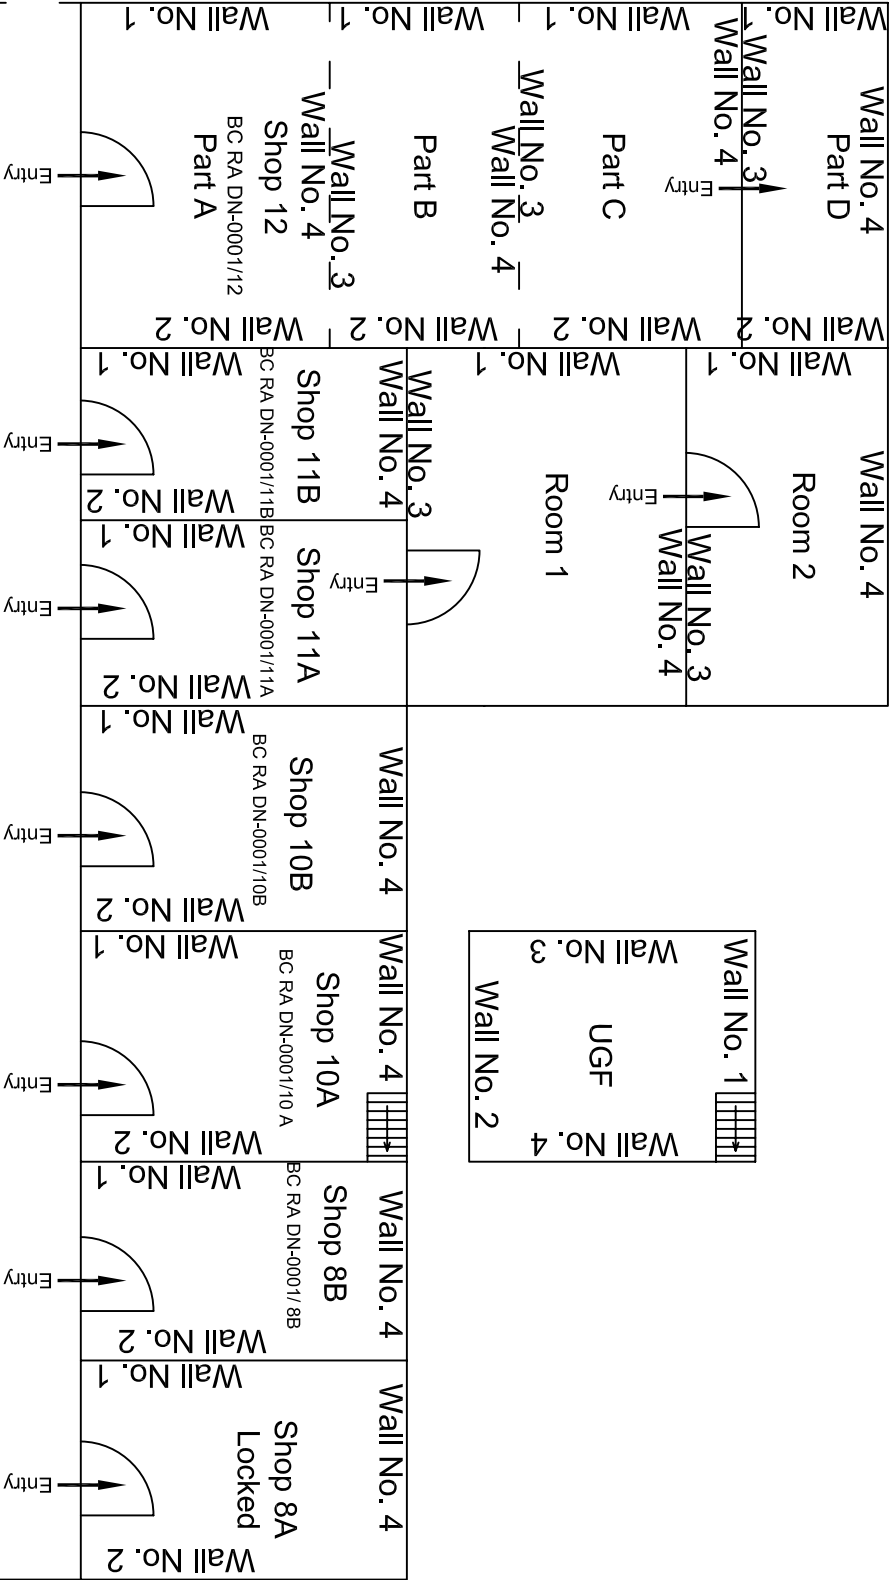 Wall No. 1
Wall No. 1
Wall No. 1
Wall No. 1
Entry
Shop 12
Part A
BC RA DN-0001/12
Wall No. 4
Wall No. 3
Part B
Wall No. 4
Wall No. 3
Part C
Wall No. 4
Wall No. 3
Entry
Part D
Wall No. 4
Wall No. 2
Wall No. 2
Wall No. 2
Wall No. 2
Wall No. 1
Entry
Shop 11B
BC RA DN-0001/11B
Wall No. 4
Wall No. 2
Wall No. 3
Wall No. 1
Room 1
Entry
Wall No. 4
Wall No. 1
Entry
Room 2
Wall No. 3
Wall No. 4
Wall No. 1
Entry
Shop 11A
BC RA DN-0001/11A
Entry
Wall No. 2
Wall No. 1
Entry
Shop 10B
BC RA DN-0001/10B
Wall No. 4
Wall No. 2
Wall No. 1
Entry
Shop 10A
BC RA DN-0001/10 A
Wall No. 4
Wall No. 2
Wall No. 3
Wall No. 1
UGF
Wall No. 2
Wall No. 4
Wall No. 1
Entry
Shop 8B
BC RA DN-0001/ 8B
Wall No. 4
Wall No. 2
Wall No. 1
Entry
Shop 8A
Locked
Wall No. 4
Wall No. 2